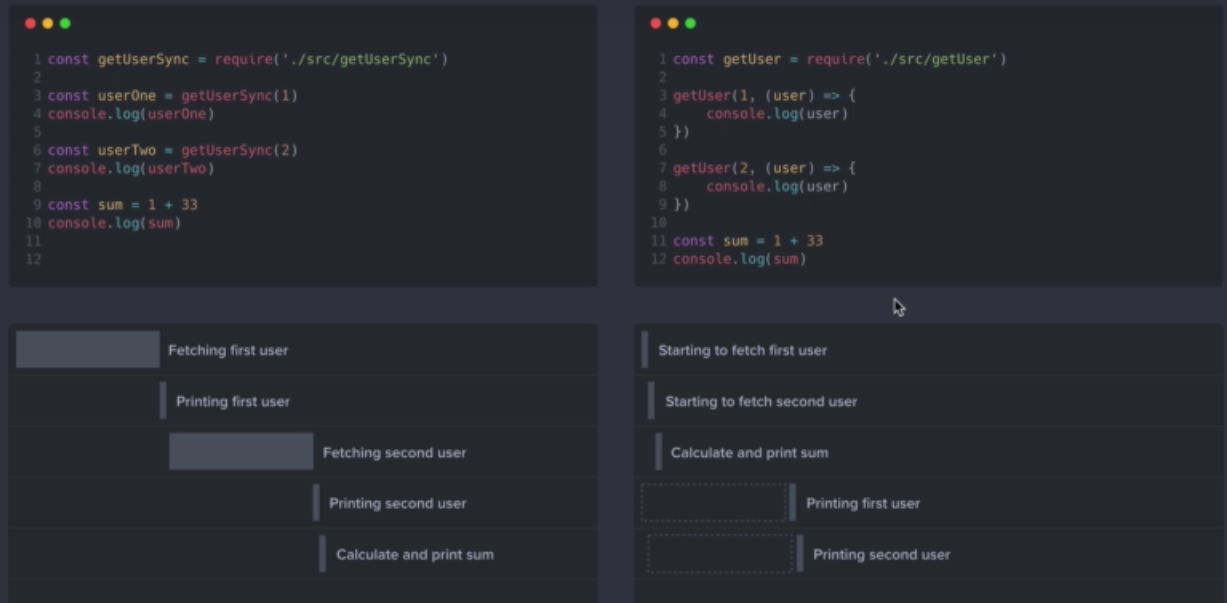 1 const getUserSync = require('./src/getUserSync')
2
3 const userOne = getUserSync(1)
4 console.log(userOne)
5
6 const userTwo = getUserSync(2)
7 console.log(userTwo)
8
9 const sum = 1 + 33
10 console.log(sum)
11
12
1 const getUser = require('./src/getUser')
2
3 getUser(1, (user) => {
4     console.log(user)
5 })
6
7 getUser(2, (user) => {
8     console.log(user)
9 })
10
11 const sum = 1 + 33
12 console.log(sum)
Fetching first user
Printing first user
Fetching second user
Printing second user
Calculate and print sum
Starting to fetch first user
Starting to fetch second user
Calculate and print sum
Printing first user
Printing second user